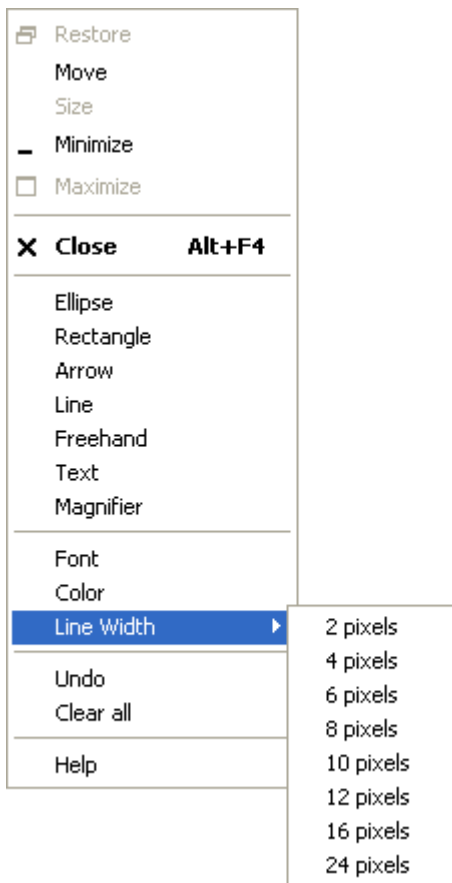 Restore
Move
Size
Minimize
Maximize
Close Alt+F4
Ellipse
Rectangle
Arrow
Line
Freehand
Text
Magnifier
Font
Color
Line Width
Undo
Clear all
Help
2 pixels
4 pixels
6 pixels
8 pixels
10 pixels
12 pixels
16 pixels
24 pixels